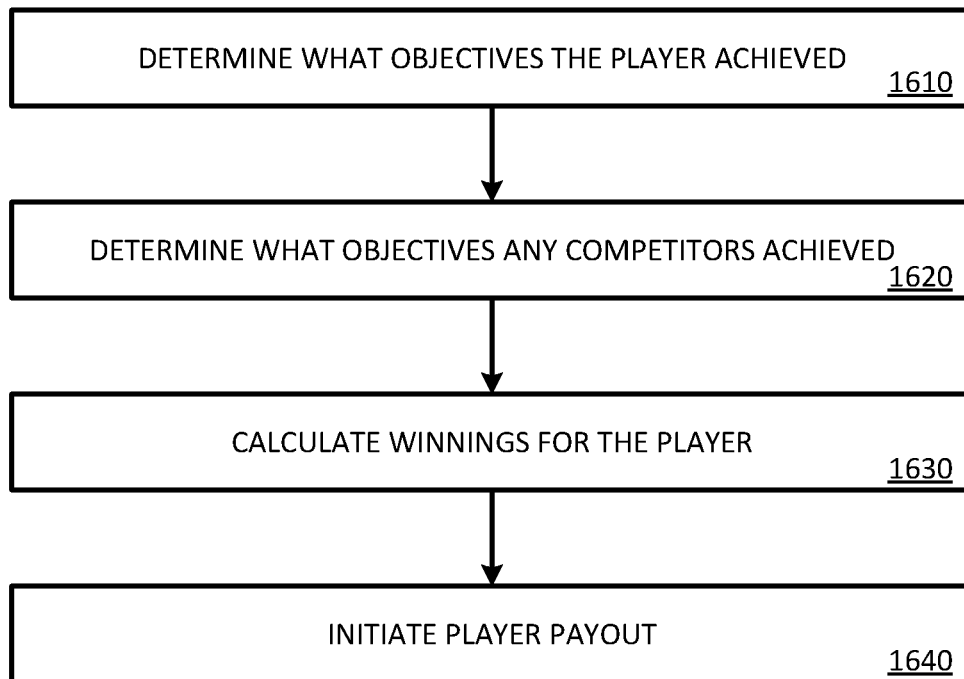 DETERMINE WHAT OBJECTIVES THE PLAYER ACHIEVED
1610
DETERMINE WHAT OBJECTIVES ANY COMPETITORS ACHIEVED
1620
CALCULATE WINNINGS FOR THE PLAYER
1630
INITIATE PLAYER PAYOUT
1640